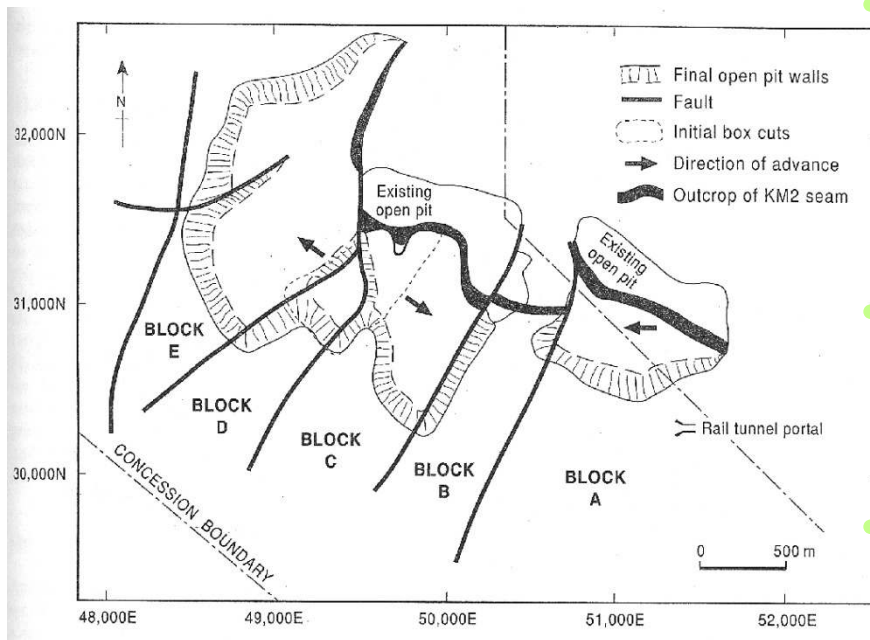 N
32,000N
31,000N
30,000N
Final open pit walls
Fault
Initial box cuts
Direction of advance
Outcrop of KM2 seam
Existing
open pit
Existing
open pit
BLOCK
E
BLOCK
D
BLOCK
C
BLOCK
B
BLOCK
A
Rail tunnel portal
CONCESSION BOUNDARY
0 500 m
48,000E 49,000E 50,000E 51,000E 52,000E